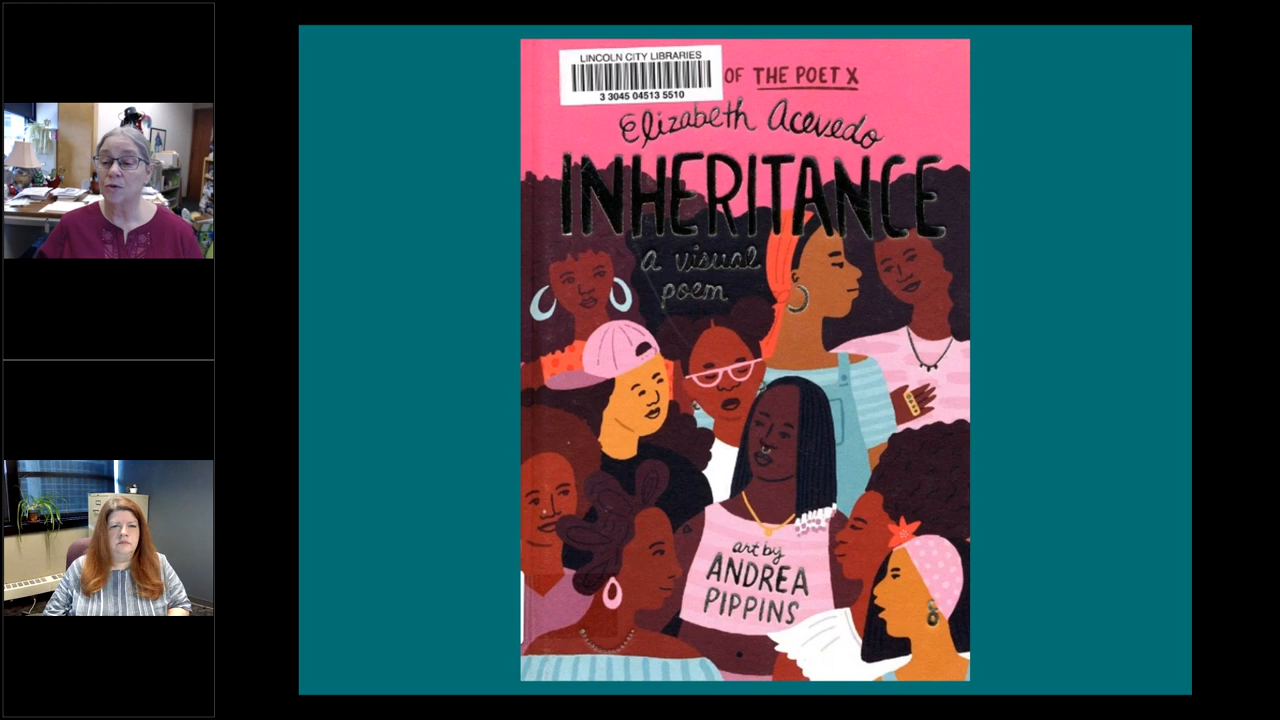 LINCOLN CITY LIBRARIES
3 3045 04513 5510
OF THE POET X
Elizabeth Acevedo
INHERITANCE
a visual
poem
art by
ANDREA
PIPPINS